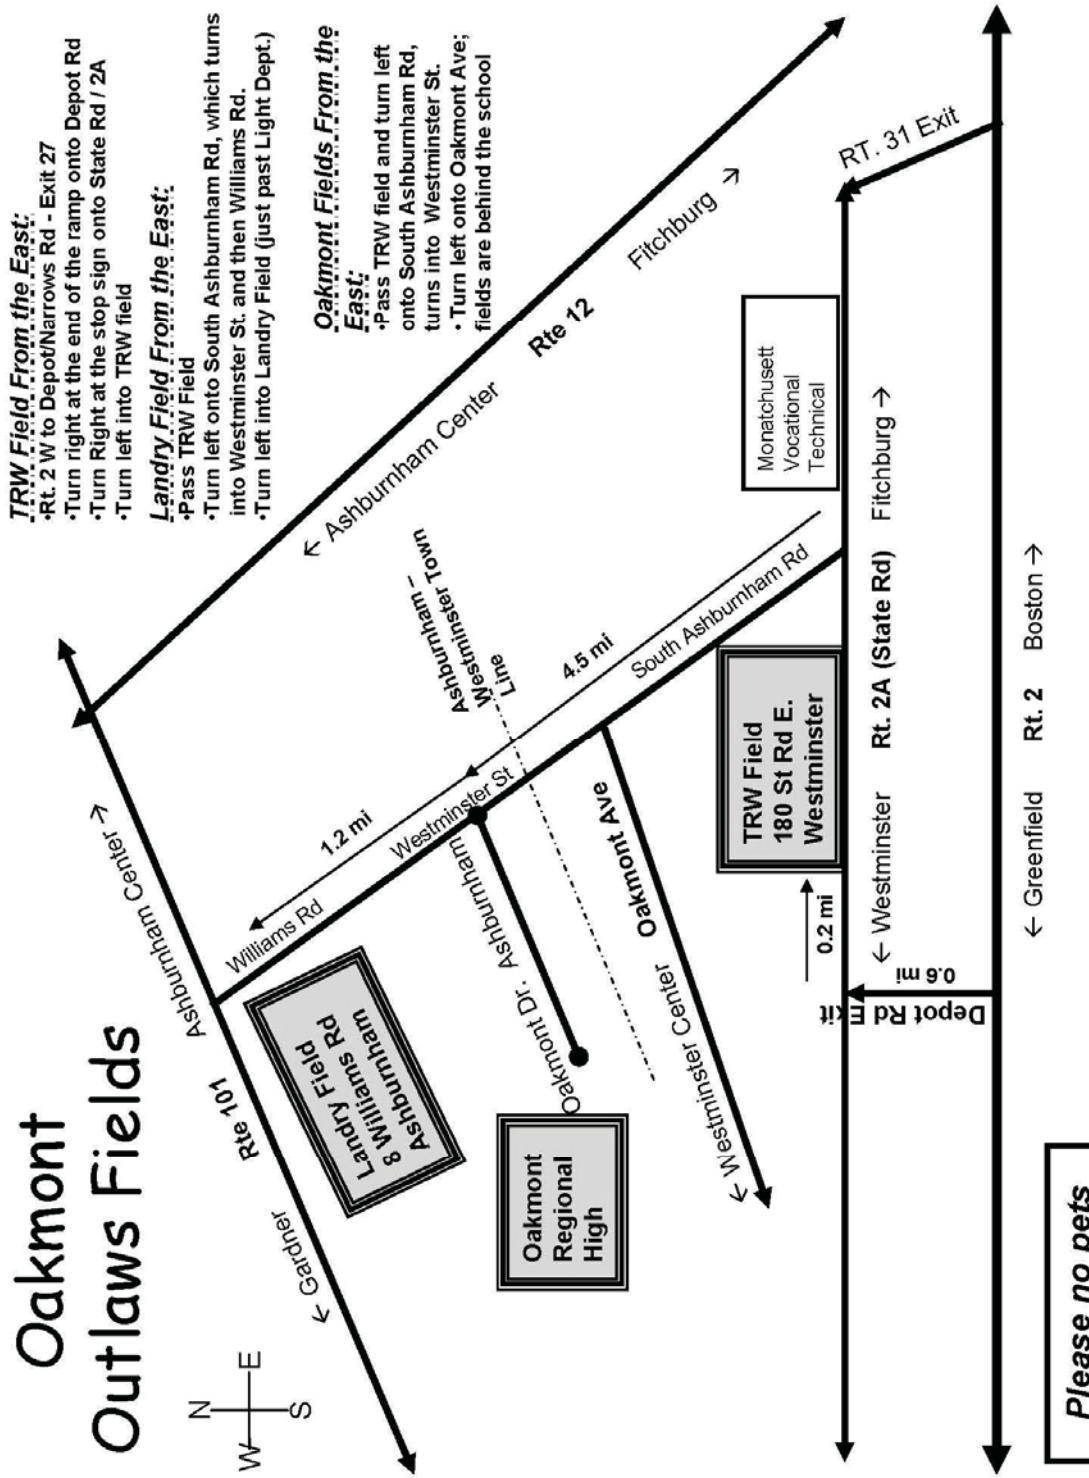 Oakmont
Outlaws Fields
TRW Field From the East:
•Rt. 2 W to Depot/Narrows Rd - Exit 27
•Turn right at the end of the ramp onto Depot Rd
•Turn Right at the stop sign onto State Rd / 2A
•Turn left into TRW field
Landry Field From the East:
•Pass TRW Field
•Turn left onto South Ashburnham Rd, which turns
into Westminster St. and then Williams Rd.
•Turn left into Landry Field (just past Light Dept.)
Oakmont Fields From the
East:
•Pass TRW field and turn left
onto South Ashburnham Rd,
turns into Westminster St.
• Turn left onto Oakmont Ave;
fields are behind the school
N
W
E
S
← Gardner
Rte 101
Ashburnham Center→
← Ashburnham Center
Rte 12
Fitchburg →
Landry Field
8 Williams Rd
Ashburnham
Williams Rd
1.2 mi
Westminster St
Ashburnham –
Westminster Town
Line
4.5 mi
South Ashburnham Rd
Oakmont Dr. Ashburnham
Oakmont
Regional
High
← Westminster Center
Oakmont Ave
TRW Field
180 St Rd E.
Westminster
Monatchusett
Vocational
Technical
RT. 31 Exit
0.2 mi
← Westminster
Rt. 2A (State Rd)
Fitchburg →
Depot Rd Exit
0.6 mi
← Greenfield
Rt. 2
Boston →
Please no pets